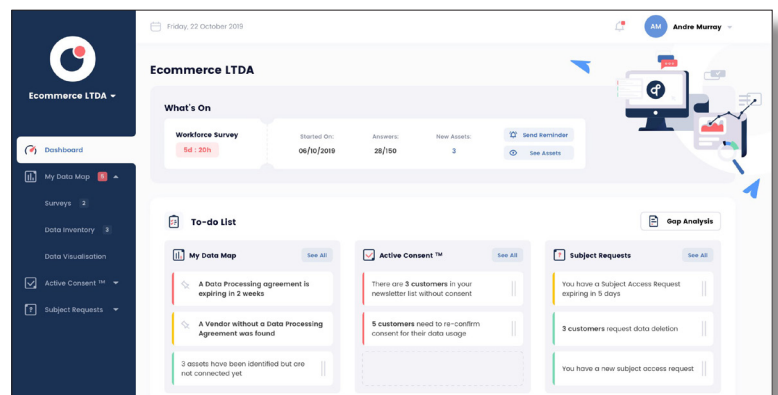 Friday, 22 October 2019
AM
Andre Murray
Ecommerce LTDA
Dashboard
My Data Map 5
Surveys 2
Data Inventory 3
Data Visualisation
Active Consent ™
Subject Requests
Ecommerce LTDA
What's On
Workforce Survey
5d : 20h
Started On:
06/10/2019
Answers:
28/150
New Assets:
3
Send Reminder
See Assets
To-do List
Gap Analysis
My Data Map
See All
A Data Processing agreement is
expiring in 2 weeks
A Vendor without a Data Processing
Agreement was found
3 assets have been identified but are
not connected yet
Active Consent ™
See All
There are 3 customers in your
newsletter list without consent
5 customers need to re-confirm
consent for their data usage
Subject Requests
See All
You have a Subject Access Request
expiring in 5 days
3 customers request data deletion
You have a new subject access request